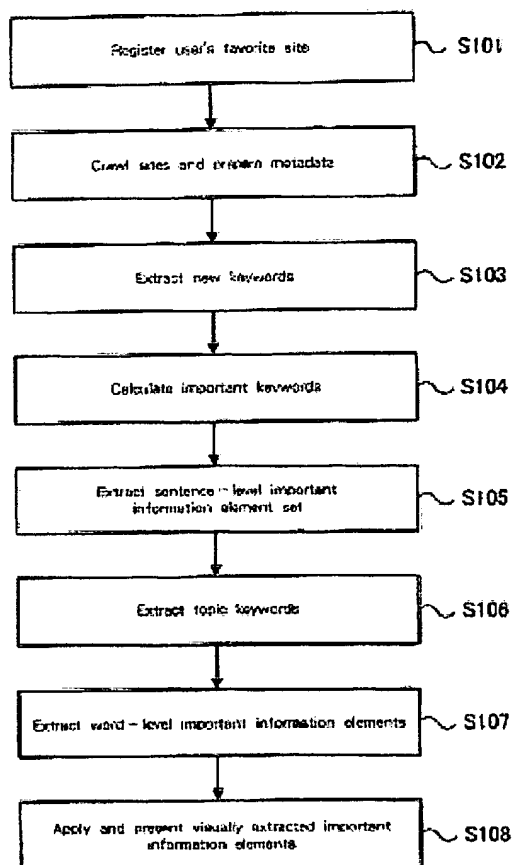 Register user's favorite site
S101
Crawl sites and prepare metadate
S102
Extract new keywords
S103
Calculate important keywords
S104
Extract sentence-level important
information element set
S105
Extract topic keywords
S106
Extract word-level important information elements
S107
Apply and present visually extracted important
information elements
S108